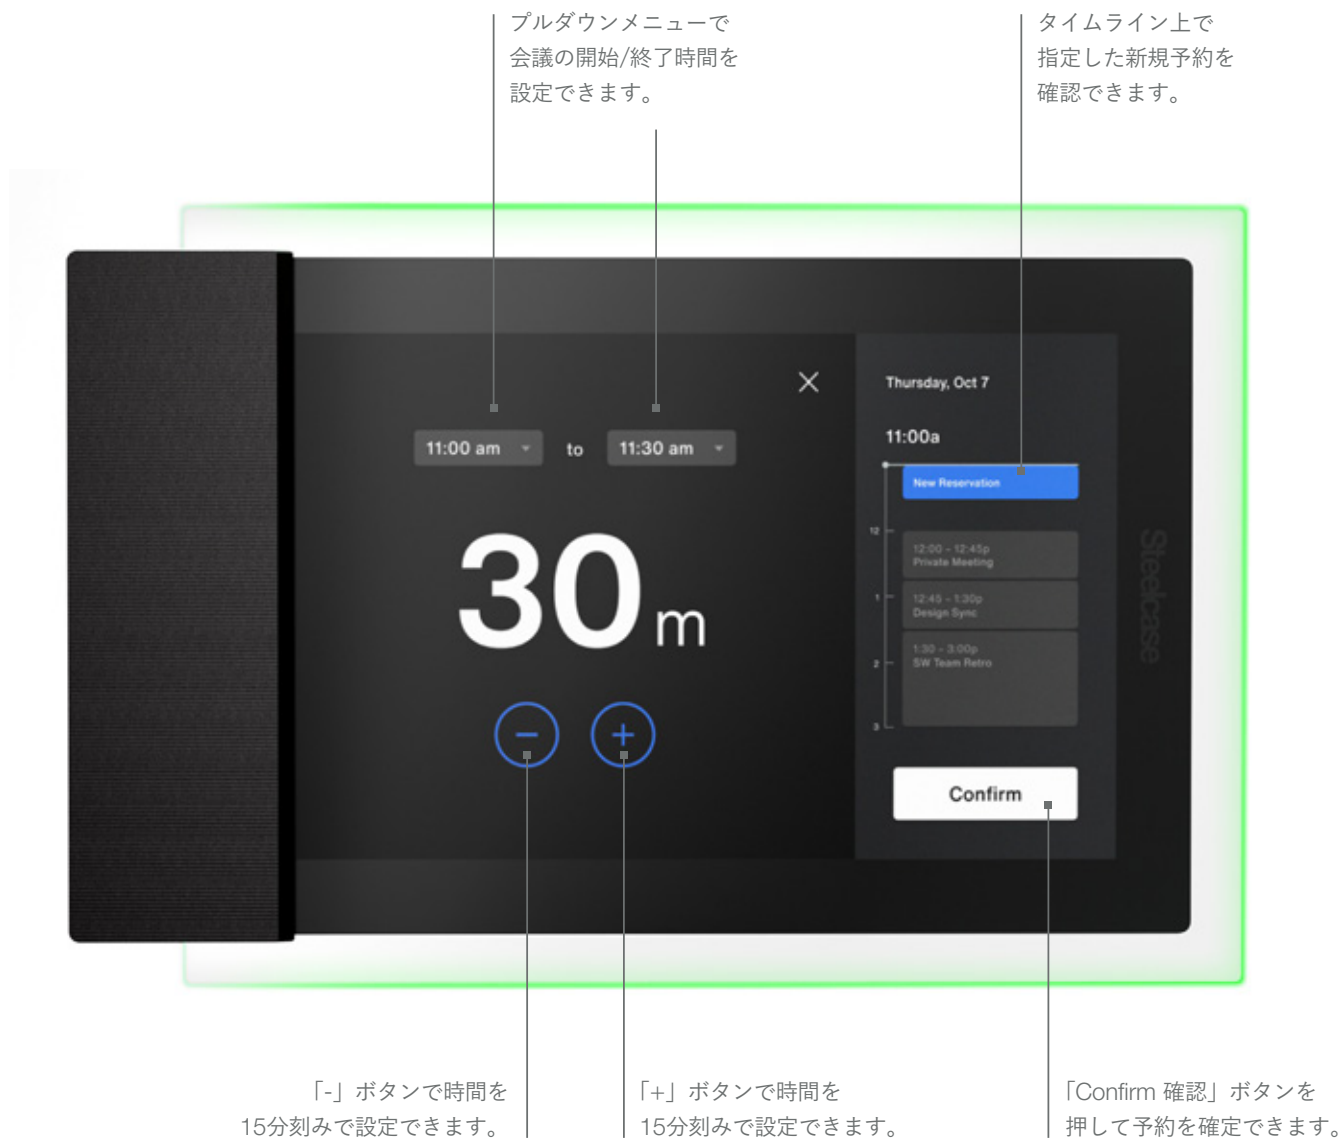 プルダウンメニューで
会議の開始/終了時間を
設定できます。
タイムライン上で
指定した新規予約を
確認できます。
11:00 am
to
11:30 am
30 m
Thursday, Oct 7
11:00a
New Reservation
12
12:00 - 12:45p
Private Meeting
1
12:45 - 1:30p
Design Sync
2
1:30 - 3:00p
SW Team Retro
3
Confirm
Steelcase
「-」ボタンで時間を
15分刻みで設定できます。
「+」ボタンで時間を
15分刻みで設定できます。
「Confirm 確認」ボタンを
押して予約を確定できます。